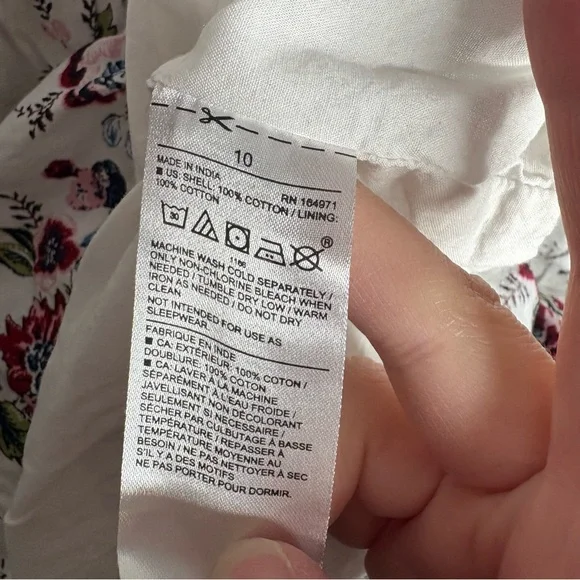 10
MADE IN INDIA RN 164971
■ US: SHELL: 100% COTTON / LINING:
100% COTTON
30
®
1166
MACHINE WASH COLD SEPARATELY /
ONLY NON-CHLORINE BLEACH WHEN
NEEDED / TUMBLE DRY LOW / WARM
IRON AS NEEDED / DO NOT DRY
CLEAN
NOT INTENDED FOR USE AS
SLEEPWEAR.
FABRIQUE EN INDE
■ CA: EXTÉRIEUR: 100% COTON /
DOUBLURE: 100% COTON
■ CA: LAVER À LA MACHINE
SÉPARÉMENT À L'EAU FROIDE /
JAVELLISANT NON DÉCOLORANT
SEULEMENT SI NÉCESSAIRE /
SÉCHER PAR CULBUTAGE À BASSE
TEMPÉRATURE / REPASSER À
TEMPÉRATURE MOYENNE AU
BESOIN / NE PAS NETTOYER À SEC
S'IL Y A DES MOTIFS
NE PAS PORTER POUR DORMIR.